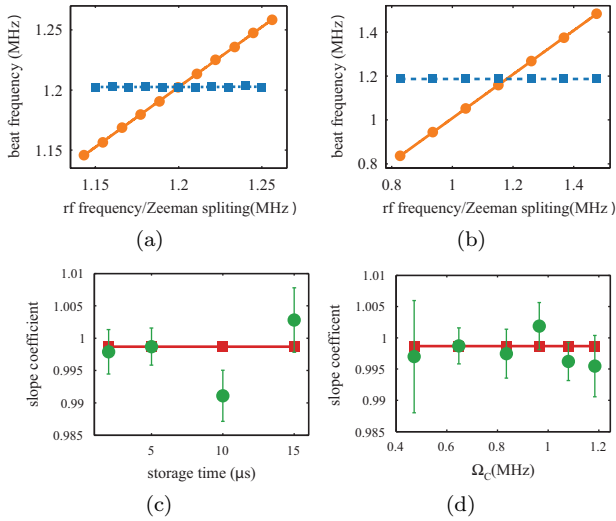 beat frequency (MHz)
1.25
1.2
1.15
1.15
1.2
1.25
rf frequency/Zeeman spliting(MHz)
(a)
beat frequency (MHz)
1.4
1.2
1
0.8
0.8
1
1.2
1.4
rf frequency/Zeeman spliting(MHz)
(b)
slope coefficient
1.01
1.005
1
0.995
0.99
0.985
5
10
15
storage time (μs)
(c)
slope coefficient
1.01
1.005
1
0.995
0.99
0.985
0.4
0.6
0.8
1
1.2
Ω_C(MHz)
(d)